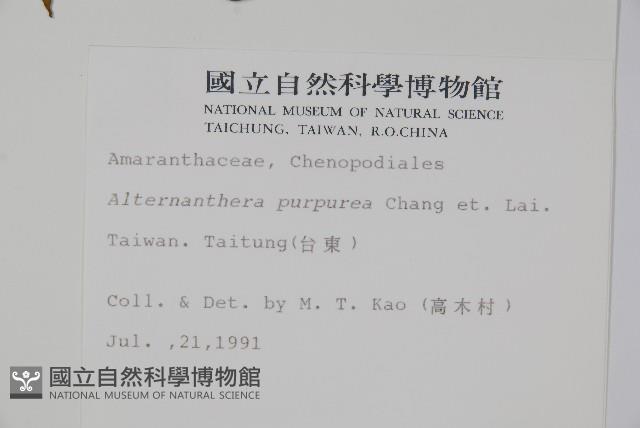 國立自然科學博物館
NATIONAL MUSEUM OF NATURAL SCIENCE
TAICHUNG, TAIWAN, R.O.CHINA
Amaranthaceae, Chenopodiales
Alternanthera purpurea Chang et. Lai.
Taiwan. Taitung(台東)
Coll. & Det. by M. T. Kao (高木村)
Jul. ,21,1991
國立自然科學博物館
NATIONAL MUSEUM OF NATURAL SCIENCE